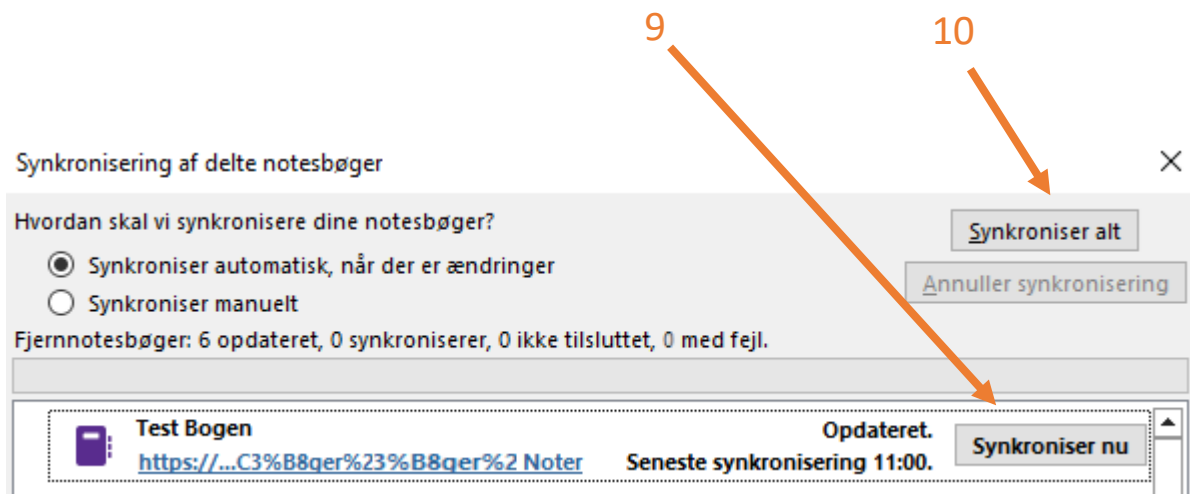 9 10
Synkronisering af delte notesbøger
Hvordan skal vi synkronisere dine notesbøger?
Synkroniser alt
Synkroniser automatisk, når der er ændringer
Annuller synkronisering
Synkroniser manuelt
Fjernnotesbøger: 6 opdateret, 0 synkroniserer, 0 ikke tilsluttet, 0 med fejl.
Test Bogen Opdateret.
Synkroniser nu
https://...C3%B8ger%23%B8ger%2 Noter Seneste synkronisering 11:00.